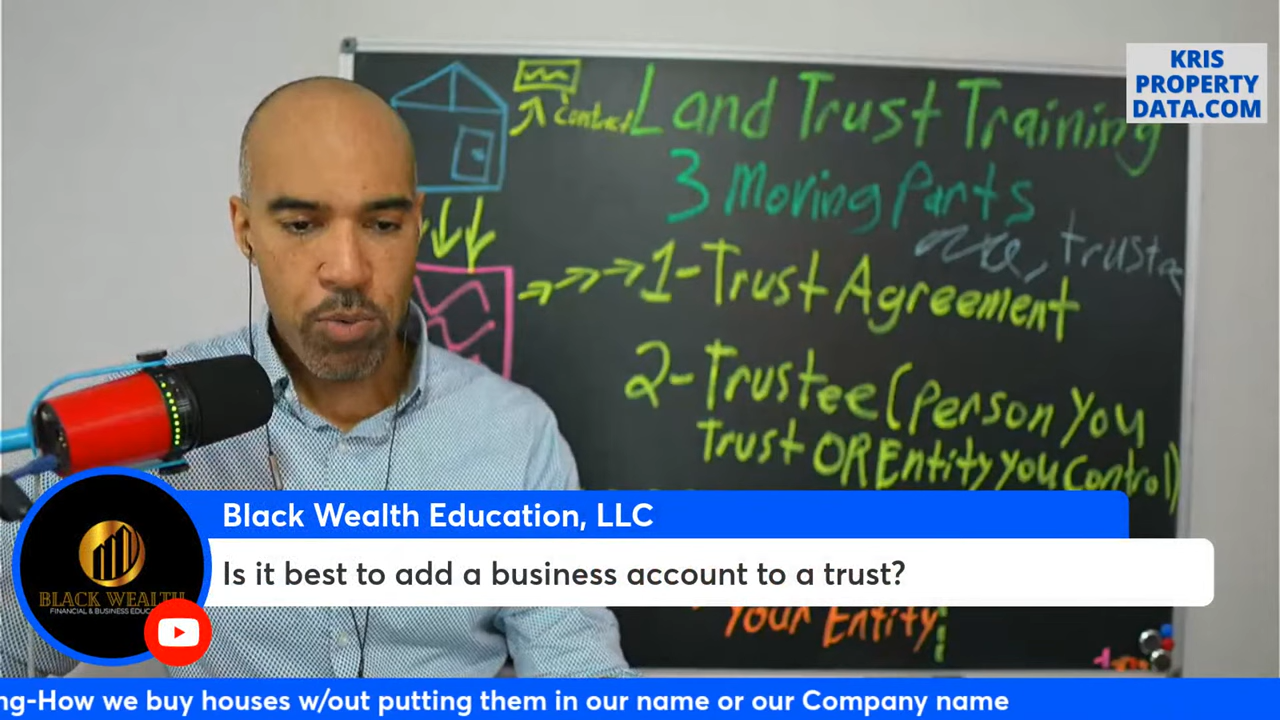 KRIS
PROPERTY
DATA.COM
Land Trust Training
3 Moving Parts
1-Trust Agreement
2-Trustee (Person You
Trust OR Entity You Control)
Your Entity
Black Wealth Education, LLC
Is it best to add a business account to a trust?
BLACK WEALTH
FINANCIAL & BUSINESS
ng-How we buy houses w/out putting them in our name or our Company name